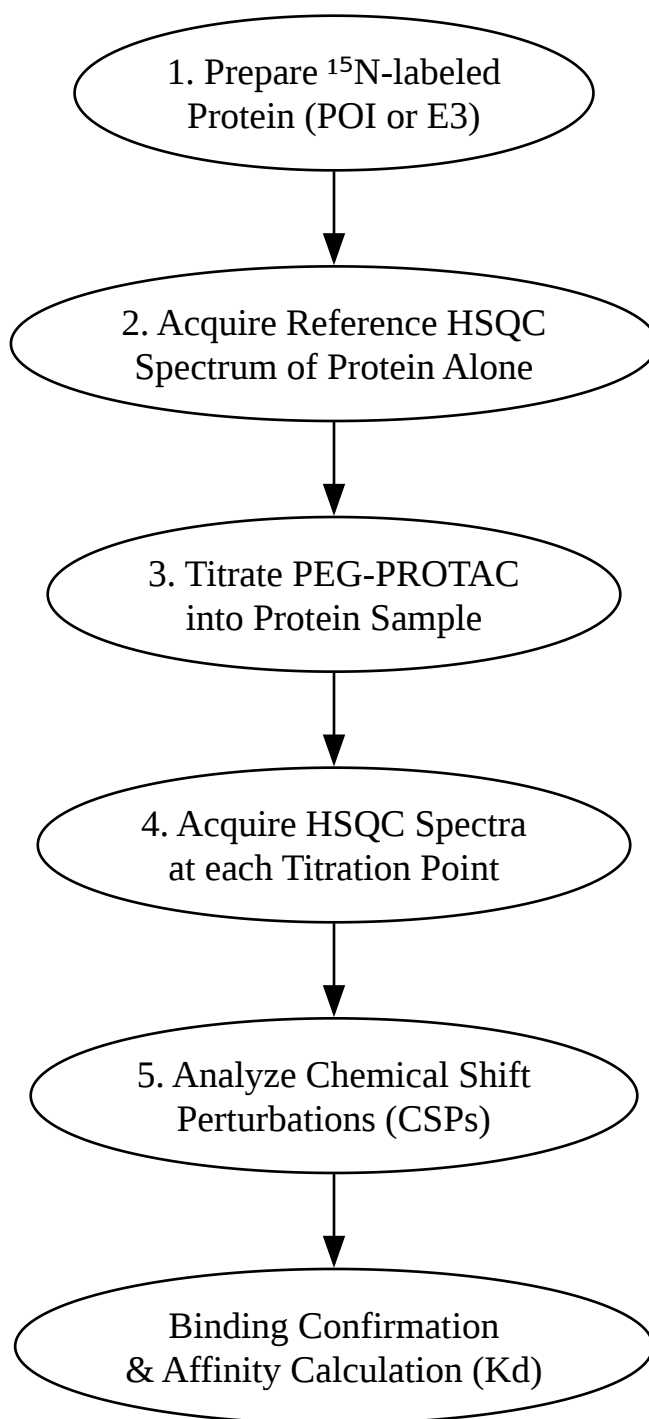 1. Prepare ¹⁵N-labeled
Protein (POI or E3)
2. Acquire Reference HSQC
Spectrum of Protein Alone
3. Titrate PEG-PROTAC
into Protein Sample
4. Acquire HSQC Spectra
at each Titration Point
5. Analyze Chemical Shift
Perturbations (CSPs)
Binding Confirmation
& Affinity Calculation (Kd)